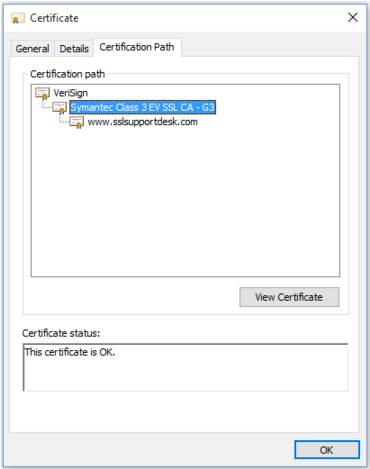 Certificate
General Details Certification Path
Certification path
VeriSign
Symantec Class 3 EV SSL CA - G3
www.sslsupportdesk.com
View Certificate
Certificate status:
This certificate is OK.
OK